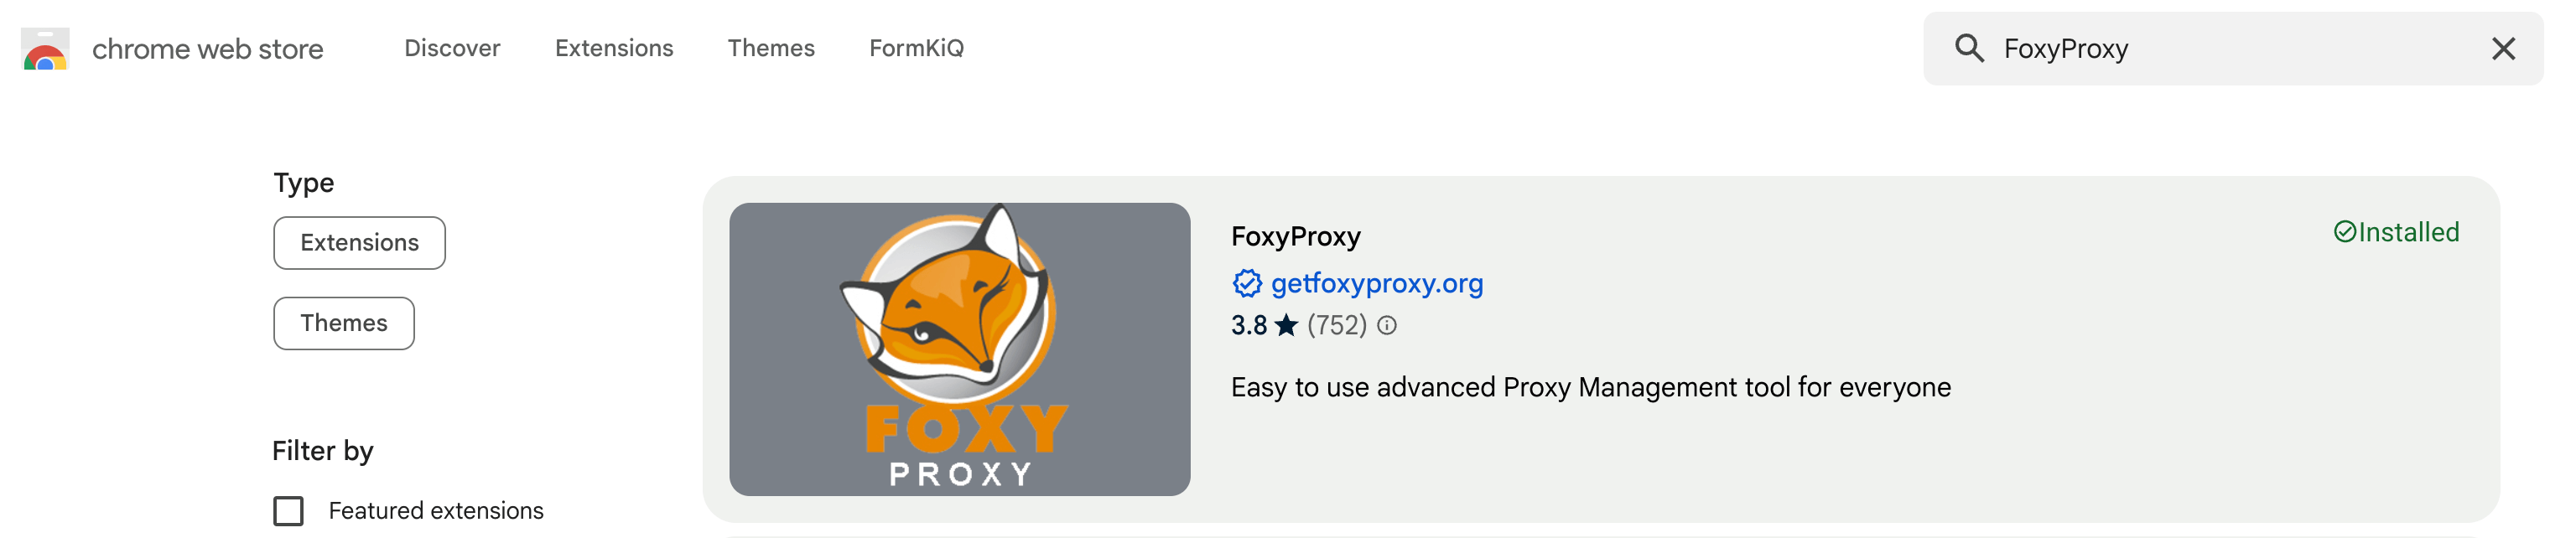 chrome web store
Discover
Extensions
Themes
FormKiQ
FoxyProxy
Type
Extensions
Themes
Filter by
Featured extensions
FOXY
PROXY
FoxyProxy
Installed
getfoxyproxy.org
3.8 ★ (752)
Easy to use advanced Proxy Management tool for everyone